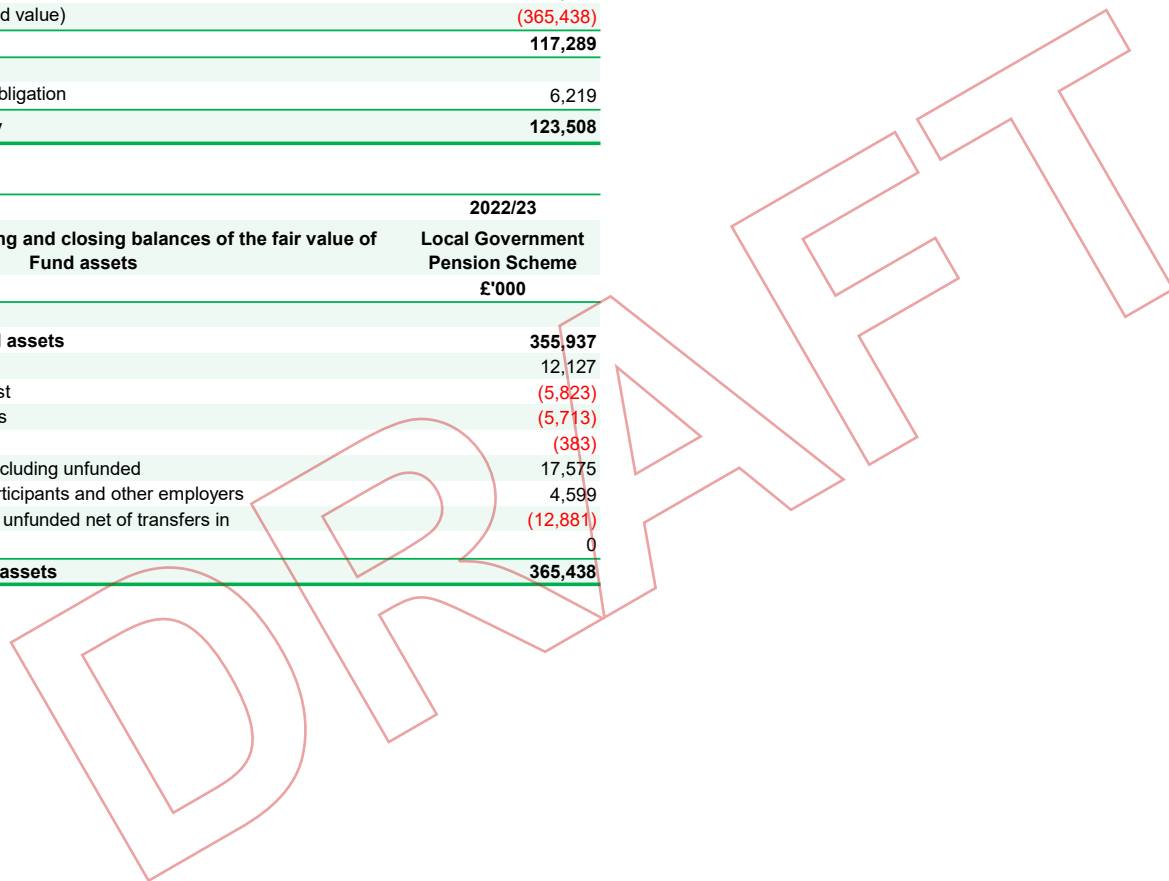 d value) (365,438)
117,289
bligation 6,219
123,508
2022/23
ng and closing balances of the fair value of Local Government
Fund assets Pension Scheme
£'000
assets 355,937
12,127
st (5,823)
s (5,713)
(383)
cluding unfunded 17,575
rticipants and other employers 4,599
unfunded net of transfers in (12,881)
0
assets 365,438
DRAFT